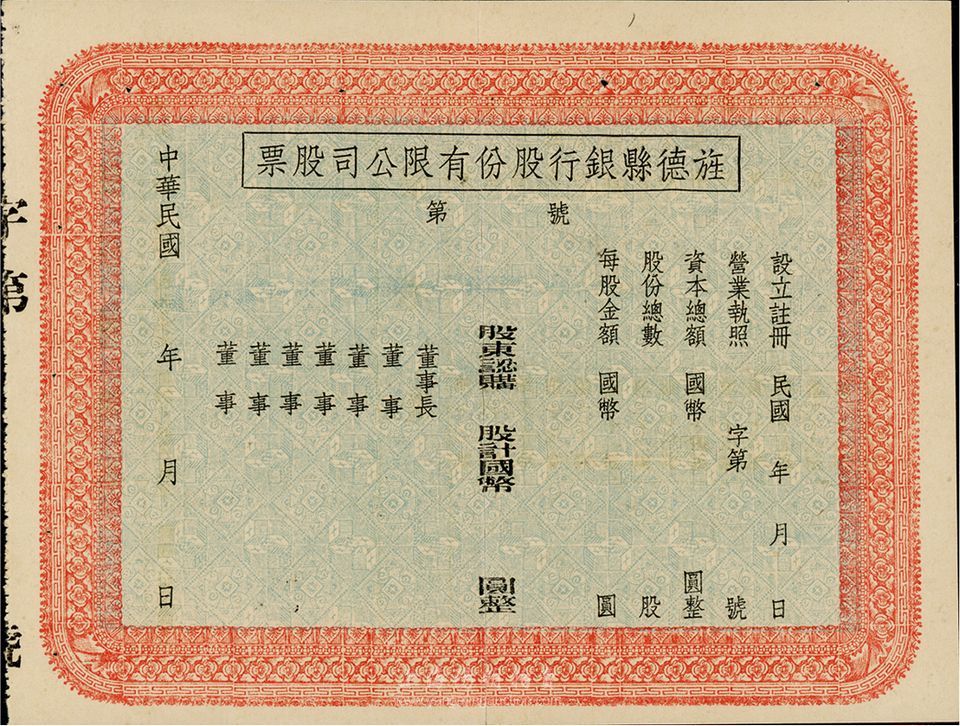 旌德縣銀行股份有限公司股票
第 號
設立註冊 民國 年 月 日
營業執照 字第 號
資本總額 國幣 圓整
股份總數 股
每股金額 國幣 圓
股東認購 股計國幣 圓整
董事長
董事
董事
董事
董事
董事
董事
中華民國 年 月 日
字第 號